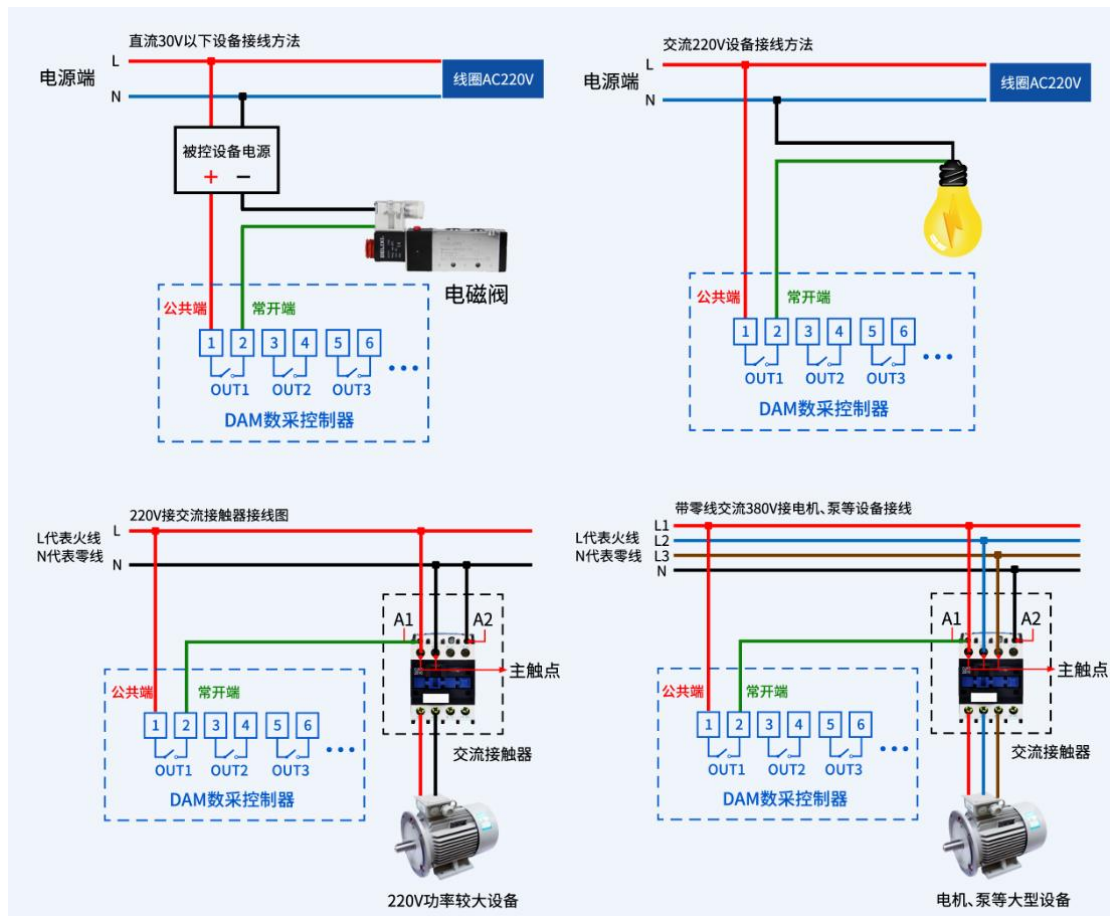 直流30V以下设备接线方法
L
电源端
N
线圈AC220V
被控设备电源
+ −
电磁阀
公共端
常开端
1 2 3 4 5 6
OUT1 OUT2 OUT3
DAM数采控制器
交流220V设备接线方法
L
电源端
N
线圈AC220V
公共端
常开端
1 2 3 4 5 6
OUT1 OUT2 OUT3
DAM数采控制器
220V接交流接触器接线图
L
L代表火线
N代表零线
N
A1 A2
主触点
公共端
常开端
1 2 3 4 5 6
交流接触器
OUT1 OUT2 OUT3
DAM数采控制器
220V功率较大设备
带零线交流380V接电机、泵等设备接线
L1
L代表火线
L2
N代表零线
L3
N
A1 A2
主触点
公共端
常开端
1 2 3 4 5 6
交流接触器
OUT1 OUT2 OUT3
DAM数采控制器
电机、泵等大型设备